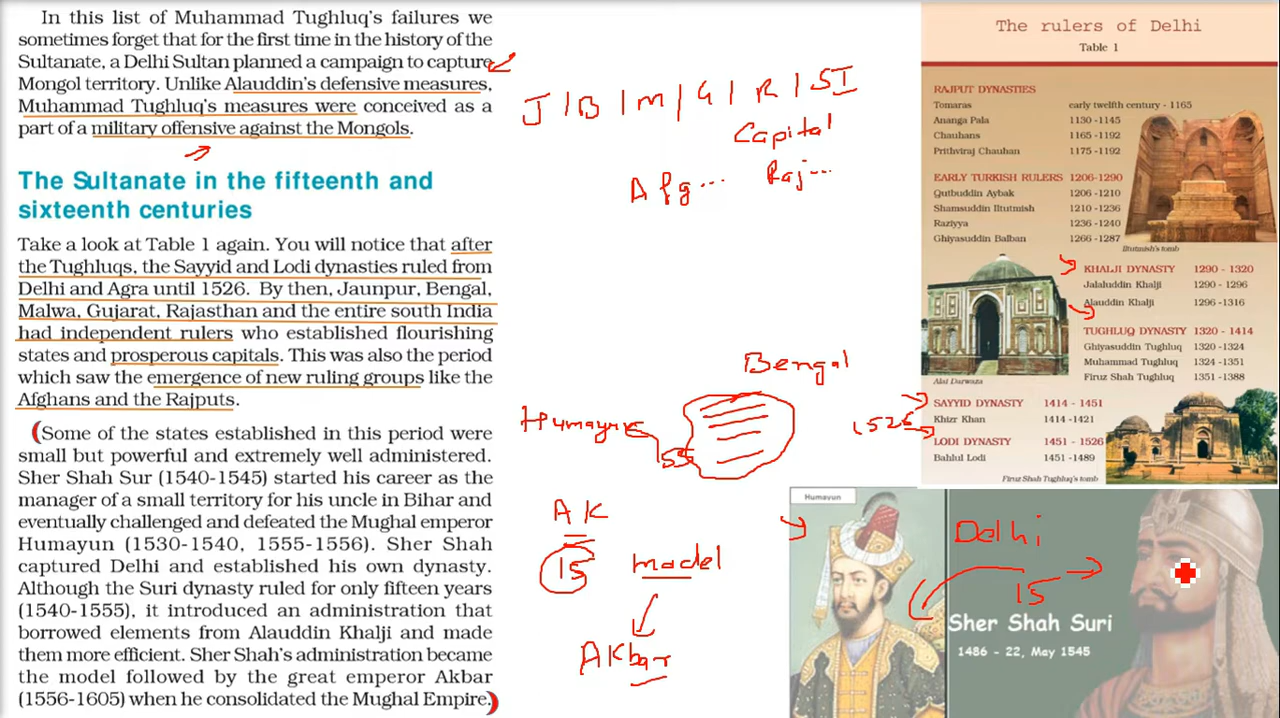 In this list of Muhammad Tughluq's failures we
sometimes forget that for the first time in the history of the
Sultanate, a Delhi Sultan planned a campaign to capture
Mongol territory. Unlike Alauddin's defensive measures,
Muhammad Tughluq's measures were conceived as a
part of a military offensive against the Mongols.
The Sultanate in the fifteenth and
sixteenth centuries
Take a look at Table 1 again. You will notice that after
the Tughluqs, the Sayyid and Lodi dynasties ruled from
Delhi and Agra until 1526. By then, Jaunpur, Bengal,
Malwa, Gujarat, Rajasthan and the entire south India
had independent rulers who established flourishing
states and prosperous capitals. This was also the period
which saw the emergence of new ruling groups like the
Afghans and the Rajputs.
(Some of the states established in this period were
small but powerful and extremely well administered.
Sher Shah Sur (1540-1545) started his career as the
manager of a small territory for his uncle in Bihar and
eventually challenged and defeated the Mughal emperor
Humayun (1530-1540, 1555-1556). Sher Shah
captured Delhi and established his own dynasty.
Although the Suri dynasty ruled for only fifteen years
(1540-1555), it introduced an administration that
borrowed elements from Alauddin Khalji and made
them more efficient. Sher Shah's administration became
the model followed by the great emperor Akbar
(1556-1605) when he consolidated the Mughal Empire.)
J / B / M / G / R / SI
Capital
Afg... Raj...
Bengal
Humayun
AK
15 model
Akbar
The rulers of Delhi
Table 1
RAJPUT DYNASTIES
Tomaras early twelfth century - 1165
Ananga Pala 1130 -1145
Chauhans 1165 -1192
Prithviraj Chauhan 1175 -1192
EARLY TURKISH RULERS 1206-1290
Qutbuddin Aybak 1206 -1210
Shamsuddin Iltutmish 1210 -1236
Raziyya 1236 -1240
Ghiyasuddin Balban 1266 -1287
Iltutmish's tomb
KHALJI DYNASTY 1290 - 1320
Jalaluddin Khalji 1290 - 1296
Alauddin Khalji 1296 -1316
TUGHLUQ DYNASTY 1320 - 1414
Ghiyasuddin Tughluq 1320 -1324
Muhammad Tughluq 1324 -1351
Firuz Shah Tughluq 1351 -1388
Alai Darwaza
SAYYID DYNASTY 1414 - 1451
Khizr Khan 1414 -1421
1526
LODI DYNASTY 1451 - 1526
Bahlul Lodi 1451 -1489
Firuz Shah Tughluq's tomb
Humayun
Delhi
15
Sher Shah Suri
1486 - 22, May 1545